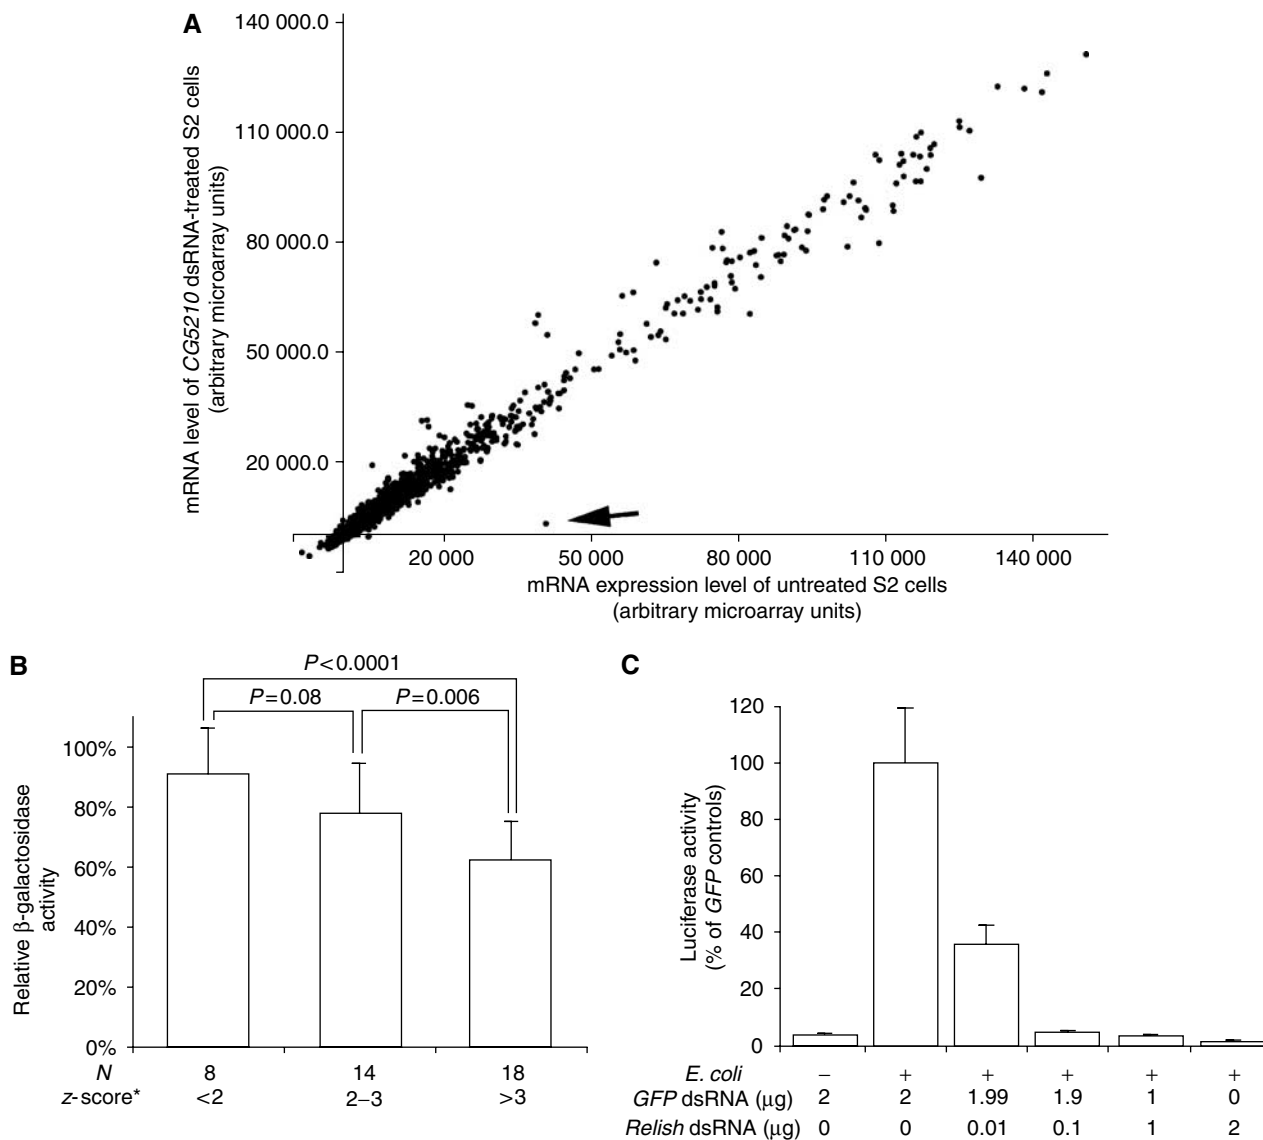 A
140 000.0
110 000.0
80 000.0
50 000.0
20 000.0
mRNA level of CG5210 dsRNA-treated S2 cells
(arbitrary microarray units)
20 000 50 000 80 000 110 000 140 000
mRNA expression level of untreated S2 cells
(arbitrary microarray units)
B
P<0.0001
P=0.08 P=0.006
100%
80%
60%
40%
20%
0%
Relative β-galactosidase
activity
N 8 14 18
z-score* <2 2–3 >3
C
120
100
80
60
40
20
0
Luciferase activity
(% of GFP controls)
E. coli – + + + + +
GFP dsRNA (μg) 2 2 1.99 1.9 1 0
Relish dsRNA (μg) 0 0 0.01 0.1 1 2